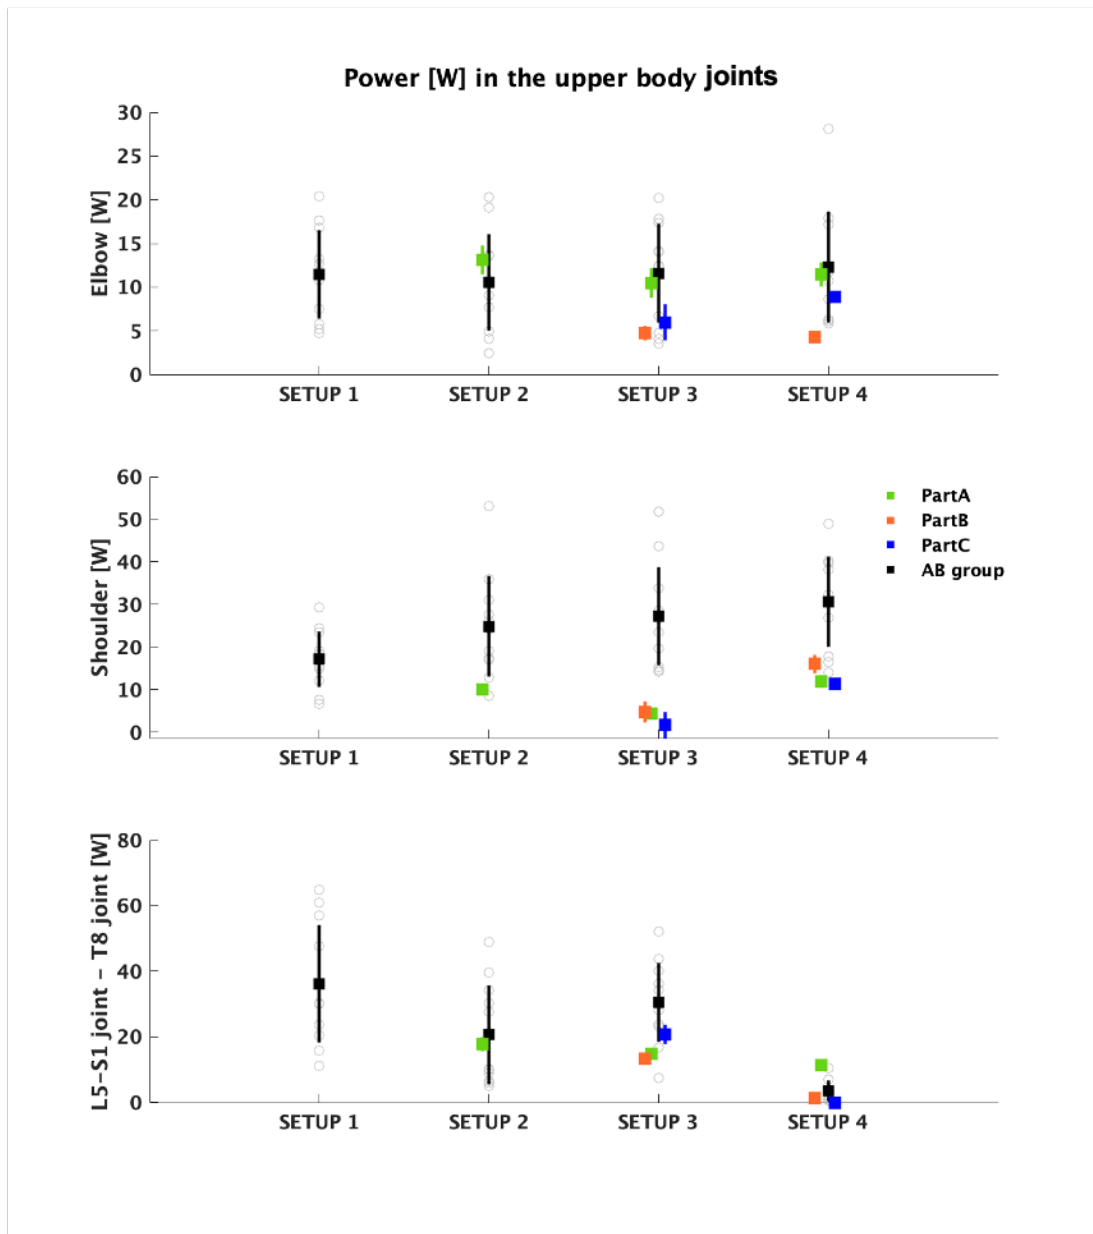 Power [W] in the upper body joints
Elbow [W]
30
25
20
15
10
5
0
SETUP 1 SETUP 2 SETUP 3 SETUP 4
Shoulder [W]
60
50
40
30
20
10
0
PartA
PartB
PartC
AB group
SETUP 1 SETUP 2 SETUP 3 SETUP 4
L5-S1 joint - T8 joint [W]
80
60
40
20
0
SETUP 1 SETUP 2 SETUP 3 SETUP 4